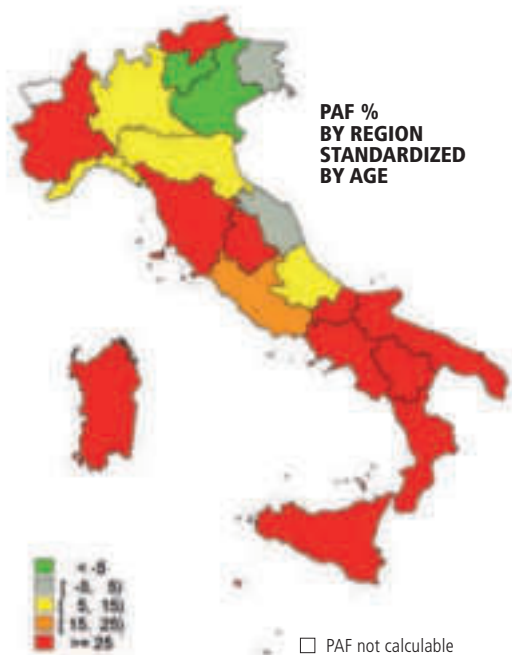 PAF %
BY REGION
STANDARDIZED
BY AGE
< -5
[-5, 5)
[5, 15)
[15, 25)
>= 25
PAF not calculable